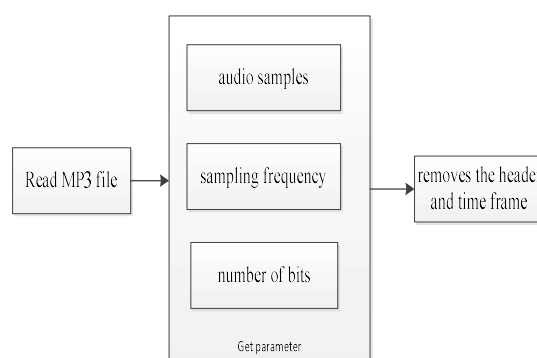 audio samples
Read MP3 file
sampling frequency
removes the heade
and time frame
number of bits
Get parameter